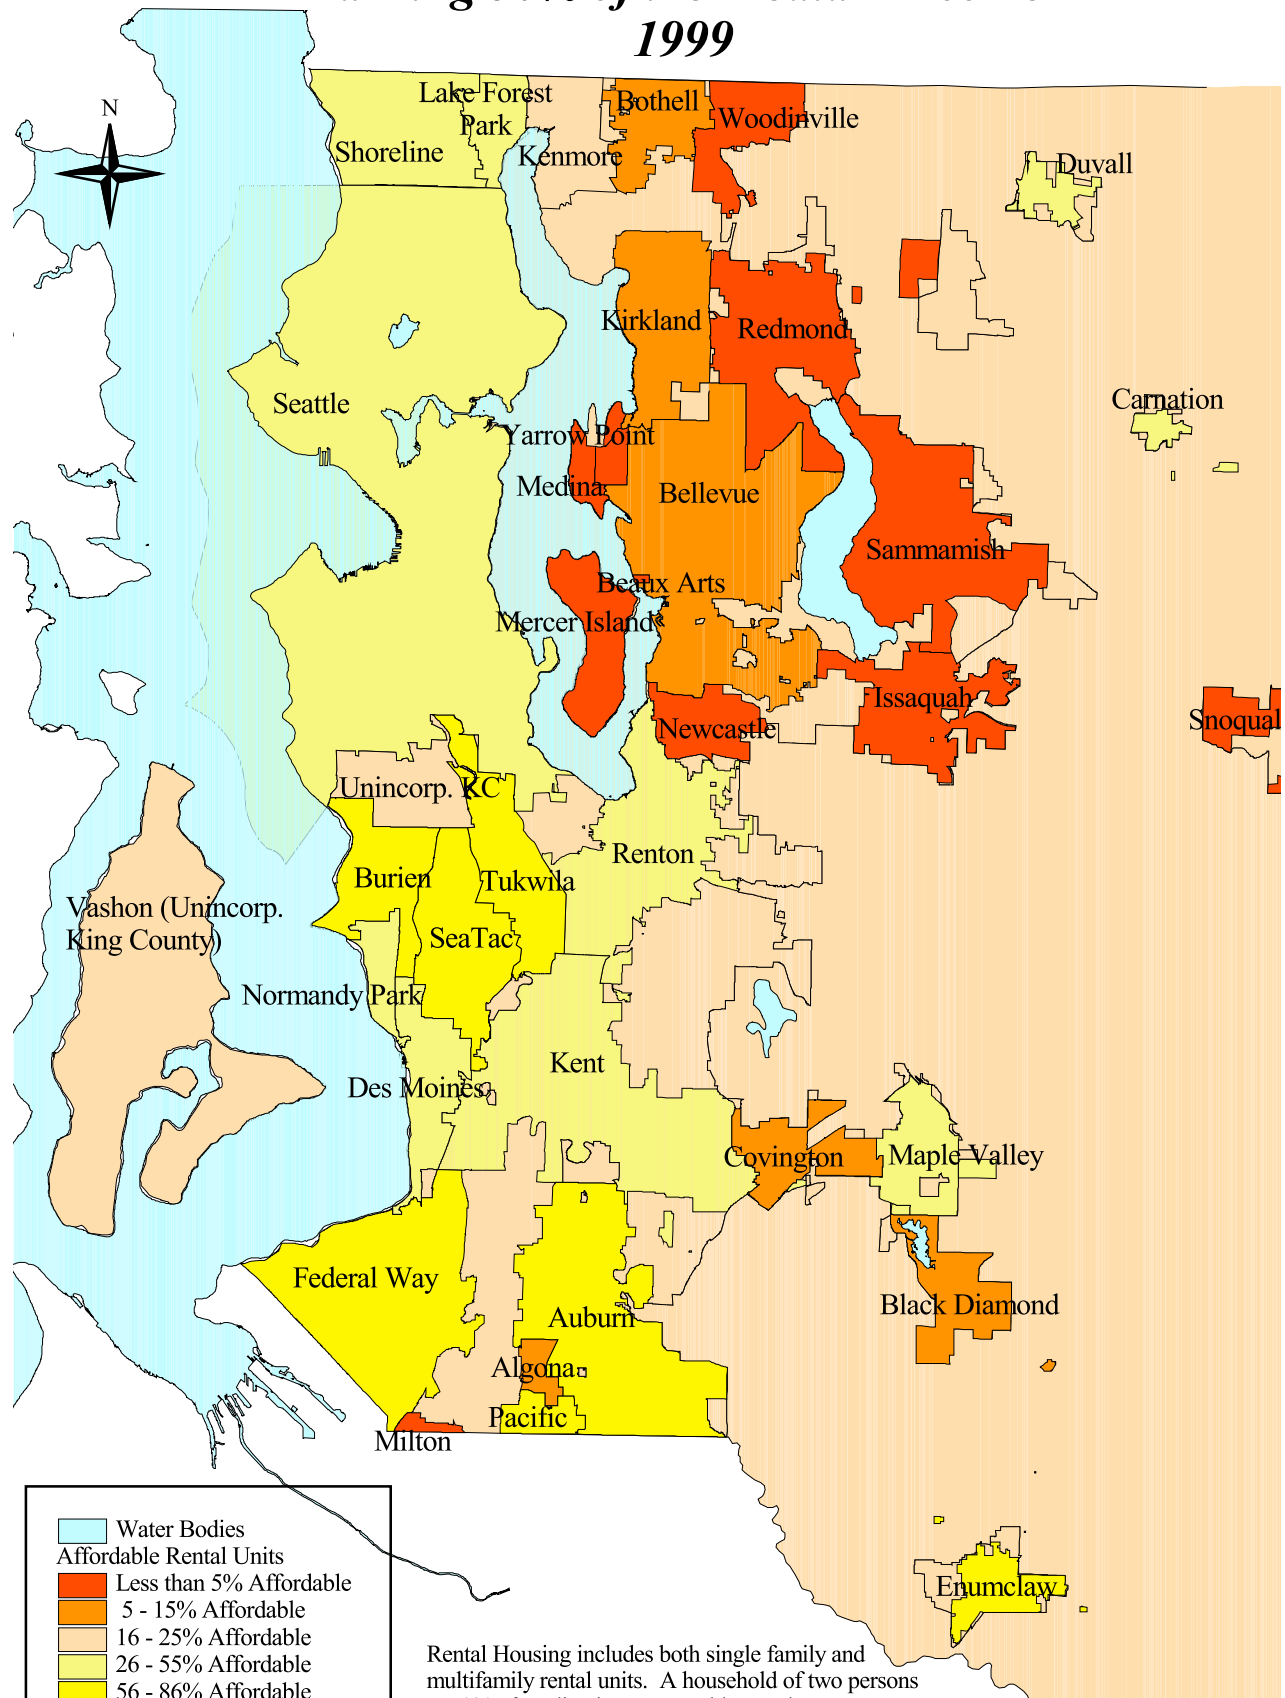 1999
N
Lake Forest
Park
Bothell
Woodinville
Shoreline
Kenmore
Duvall
Kirkland
Redmond
Seattle
Carnation
Yarrow Point
Medina
Bellevue
Sammamish
Beaux Arts
Mercer Island
Issaquah
Snoqual
Newcastle
Unincorp. KC
Renton
Burien
Tukwila
Vashon (Unincorp.
King County)
SeaTac
Normandy Park
Kent
Des Moines
Covington
Maple Valley
Federal Way
Auburn
Black Diamond
Algona
Pacific
Milton
Enumclaw
Water Bodies
Affordable Rental Units
Less than 5% Affordable
5 - 15% Affordable
16 - 25% Affordable
26 - 55% Affordable
56 - 86% Affordable
Rental Housing includes both single family and
multifamily rental units. A household of two persons